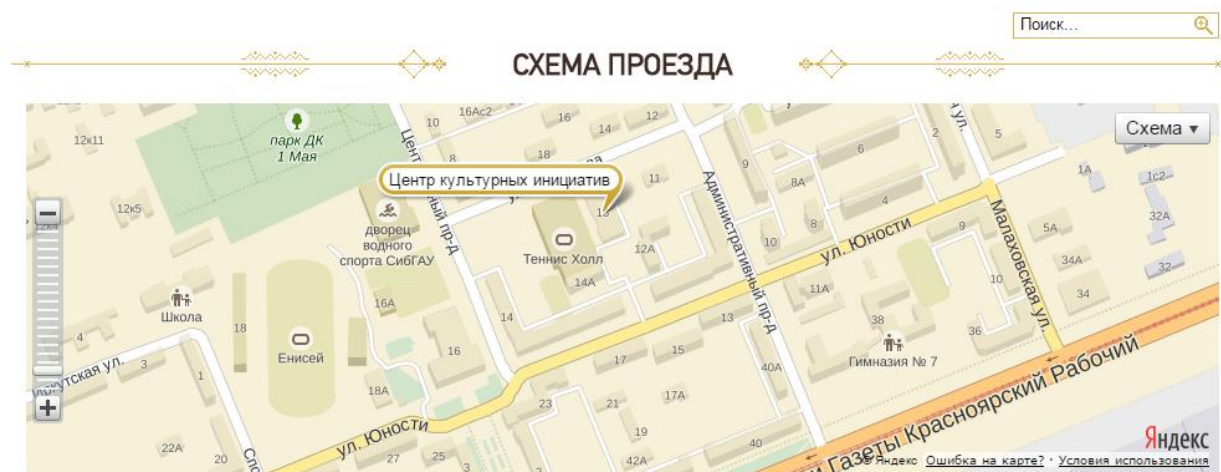 Поиск...
СХЕМА ПРОЕЗДА
Схема
16Ас2
16
14
12
10
12к11
парк ДК
1 Мая
8
18
Центр культурных инициатив
11
13
9
8А
6
2
5
1А
1с2
12к5
дворец
водного
спорта СибГАУ
Теннис Холл
14А
12А
Административный пр-д
10
8
4
ул. Юности
9
Малаховская ул.
5А
32А
34А
32
34
10
11А
38
36
Гимназия № 7
Школа
4
3
1
18
Енисей
16А
16
14
13
15
17
40А
17А
18А
23
21
19
42А
40
ул. Юности
27
25
3
22А
20
Газеты Красноярский Рабочий
Яндекс
© Яндекс Ошибка на карте? · Условия использования